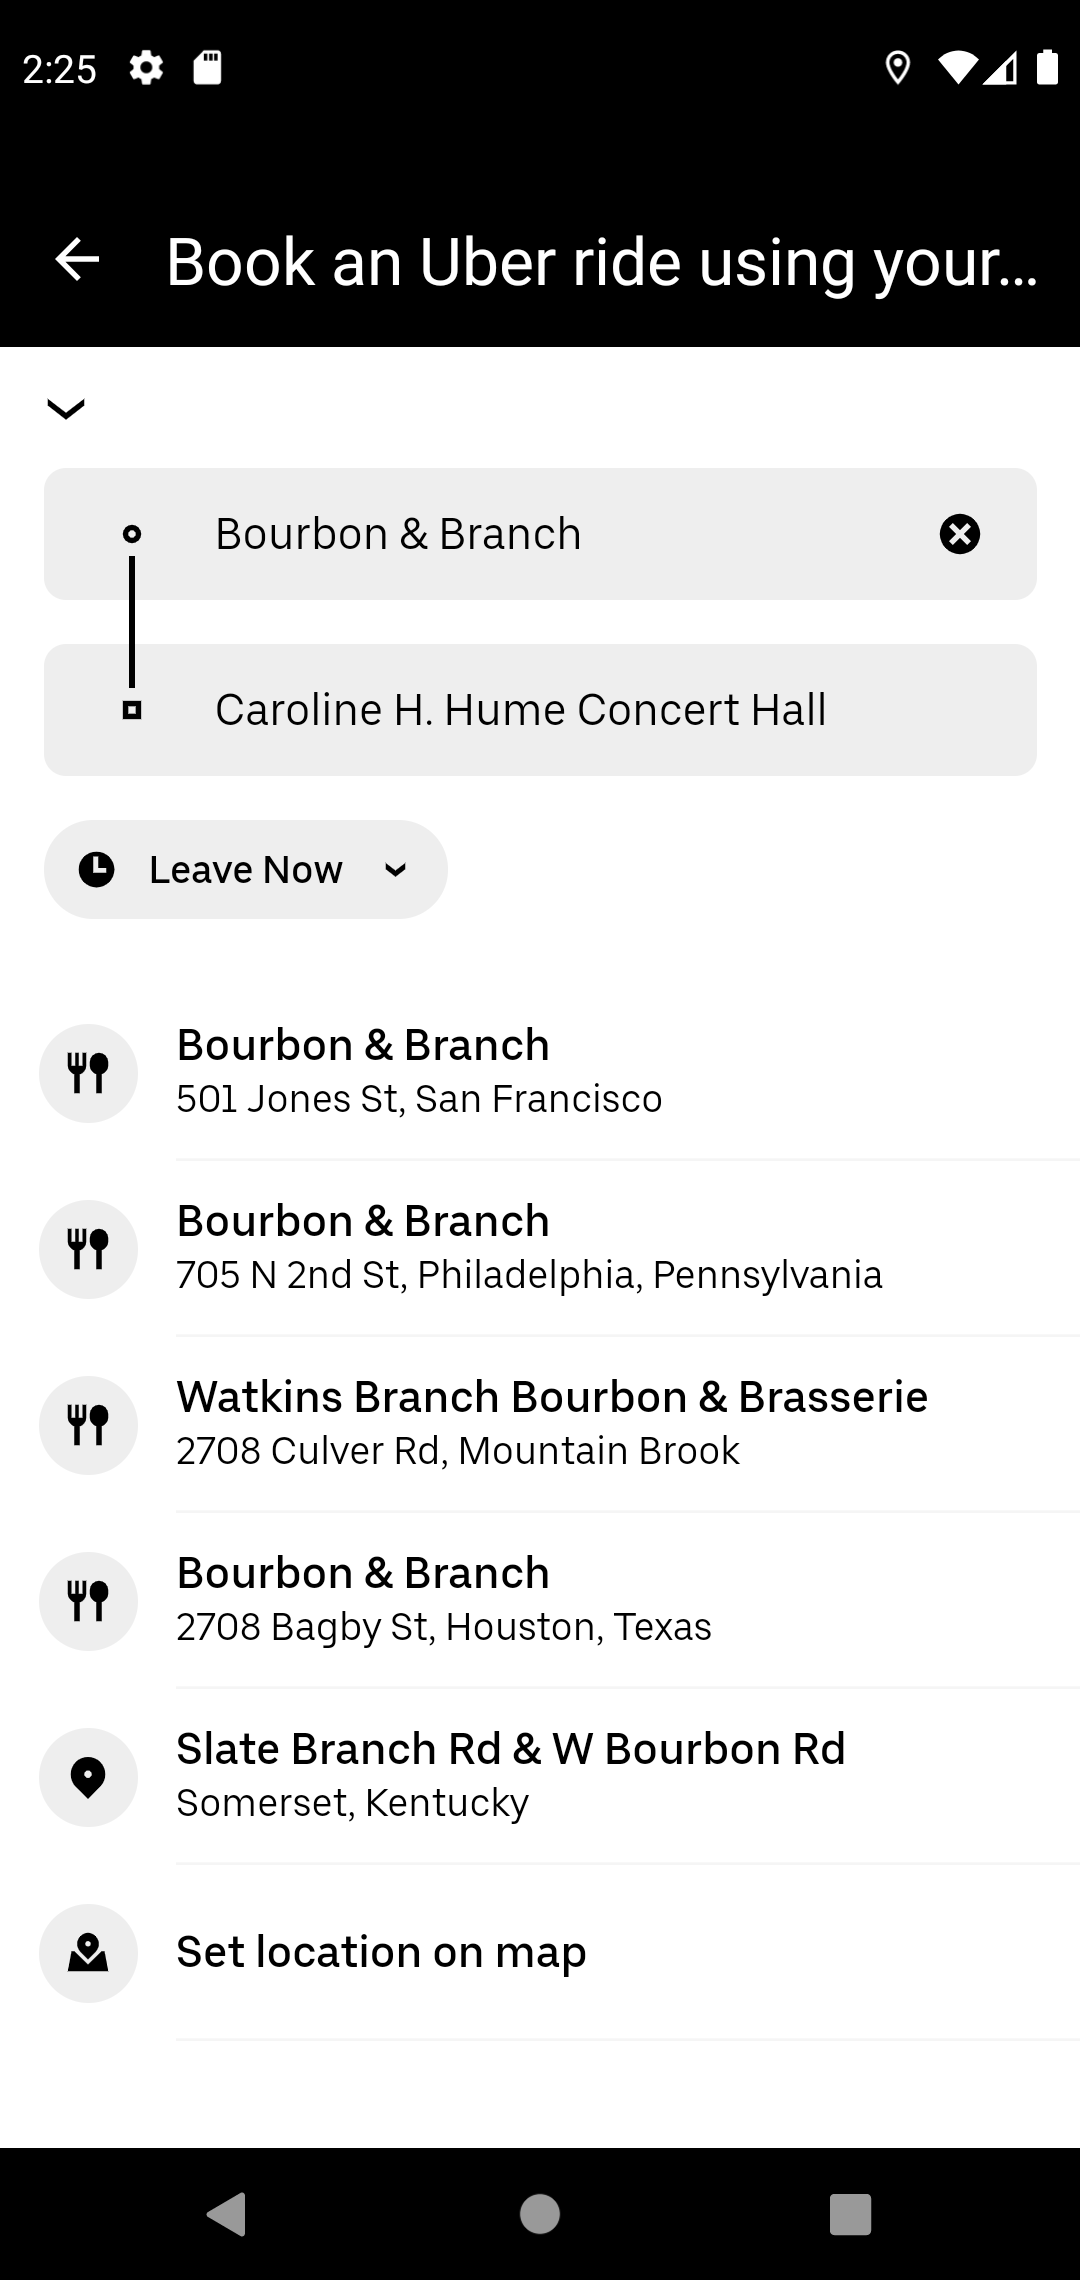 2:25
Book an Uber ride using your...
Bourbon & Branch
Caroline H. Hume Concert Hall
Leave Now
Bourbon & Branch
501 Jones St, San Francisco
Bourbon & Branch
705 N 2nd St, Philadelphia, Pennsylvania
Watkins Branch Bourbon & Brasserie
2708 Culver Rd, Mountain Brook
Bourbon & Branch
2708 Bagby St, Houston, Texas
Slate Branch Rd & W Bourbon Rd
Somerset, Kentucky
Set location on map